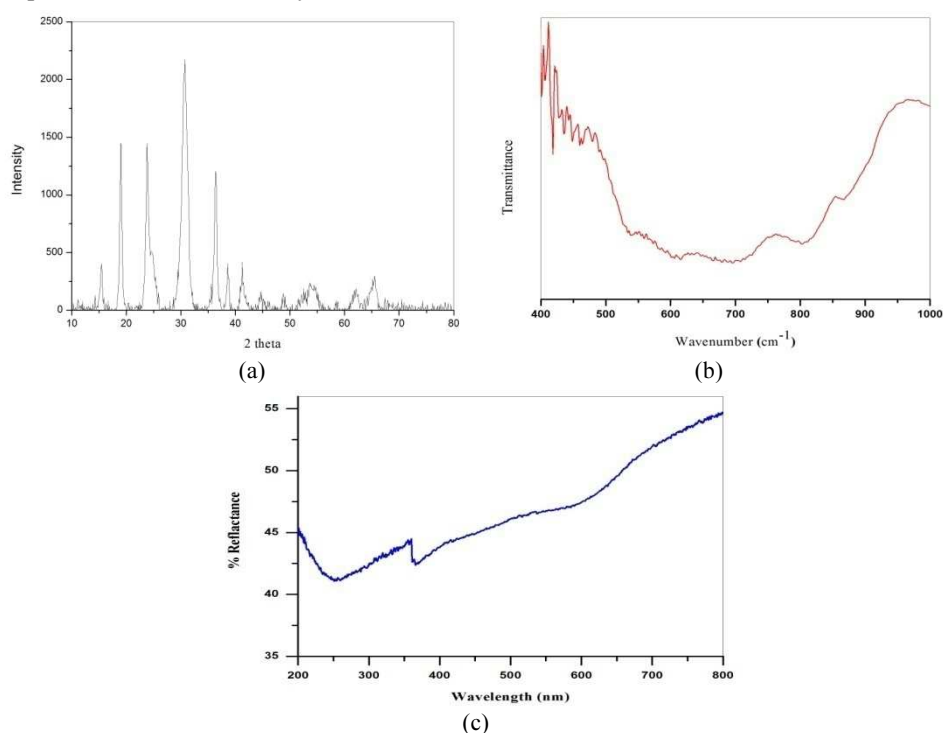 2500
2000
1500
1000
500
0
Intensity
10 20 30 40 50 60 70 80
2 theta
(a)
(b)
Transmittance
400 500 600 700 800 900 1000
Wavenumber (cm-1)
55
50
45
40
35
% Reflactance
200 300 400 500 600 700 800
Wavelength (nm)
(c)